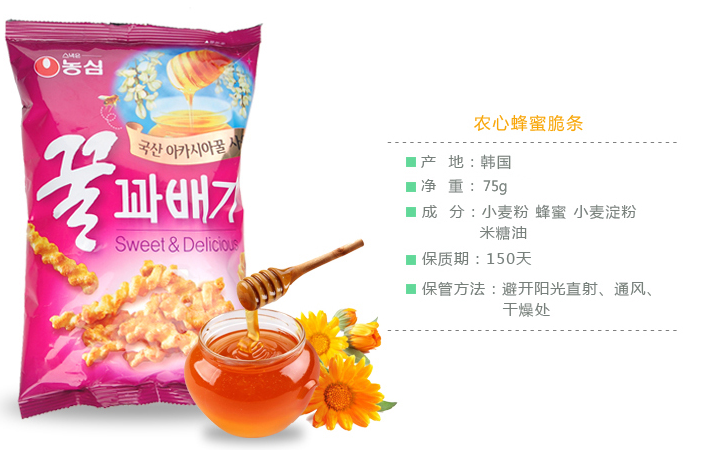 스낵은
농심
국산 아카시아꿀 사
꿀
꽈배기
Sweet & Delicious
农心蜂蜜脆条
产 地：韩国
净 重：75g
成 分：小麦粉 蜂蜜 小麦淀粉
米糖油
保质期：150天
保管方法：避开阳光直射、通风、
干燥处